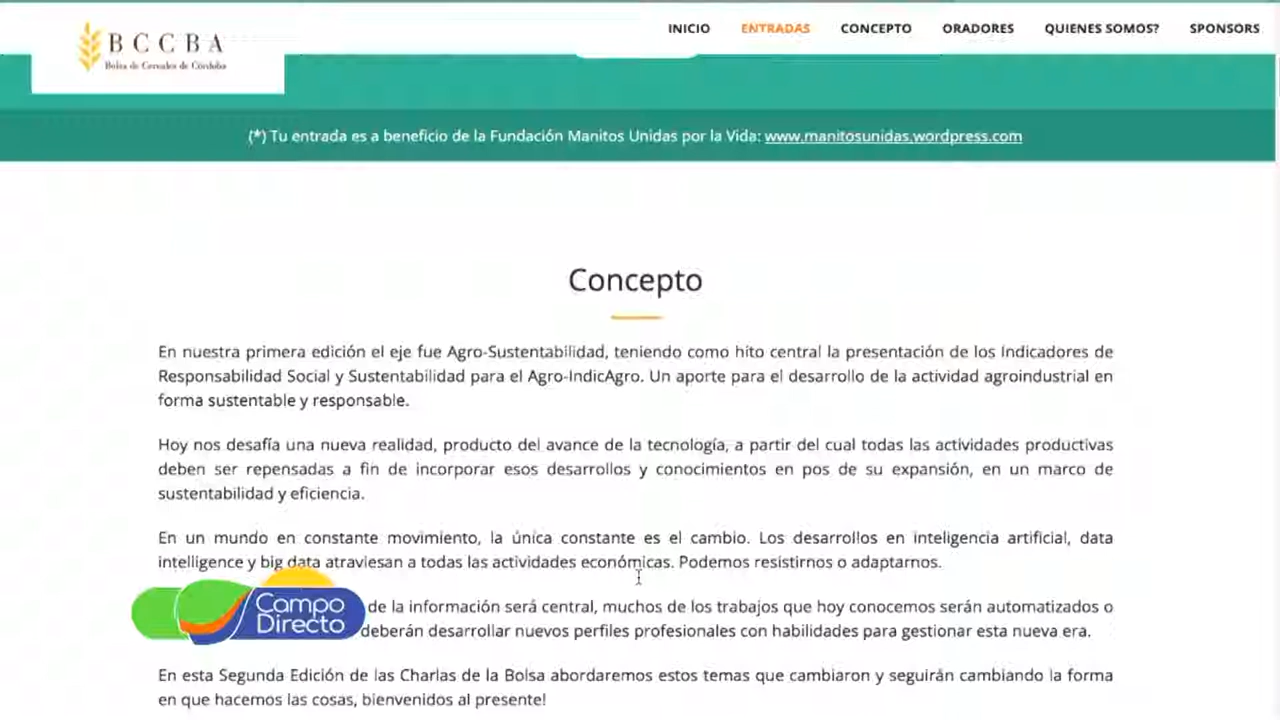 BCCBA
Bolsa de Cereales de Córdoba
INICIO ENTRADAS CONCEPTO ORADORES QUIENES SOMOS? SPONSORS
(*) Tu entrada es a beneficio de la Fundación Manitos Unidas por la Vida: www.manitosunidas.wordpress.com
Concepto
En nuestra primera edición el eje fue Agro-Sustentabilidad, teniendo como hito central la presentación de los Indicadores de
Responsabilidad Social y Sustentabilidad para el Agro-IndicAgro. Un aporte para el desarrollo de la actividad agroindustrial en
forma sustentable y responsable.
Hoy nos desafía una nueva realidad, producto del avance de la tecnología, a partir del cual todas las actividades productivas
deben ser repensadas a fin de incorporar esos desarrollos y conocimientos en pos de su expansión, en un marco de
sustentabilidad y eficiencia.
En un mundo en constante movimiento, la única constante es el cambio. Los desarrollos en inteligencia artificial, data
intelligence y big data atraviesan a todas las actividades económicas. Podemos resistirnos o adaptarnos.
de la información será central, muchos de los trabajos que hoy conocemos serán automatizados o
deberán desarrollar nuevos perfiles profesionales con habilidades para gestionar esta nueva era.
Campo
Directo
En esta Segunda Edición de las Charlas de la Bolsa abordaremos estos temas que cambiaron y seguirán cambiando la forma
en que hacemos las cosas, bienvenidos al presente!